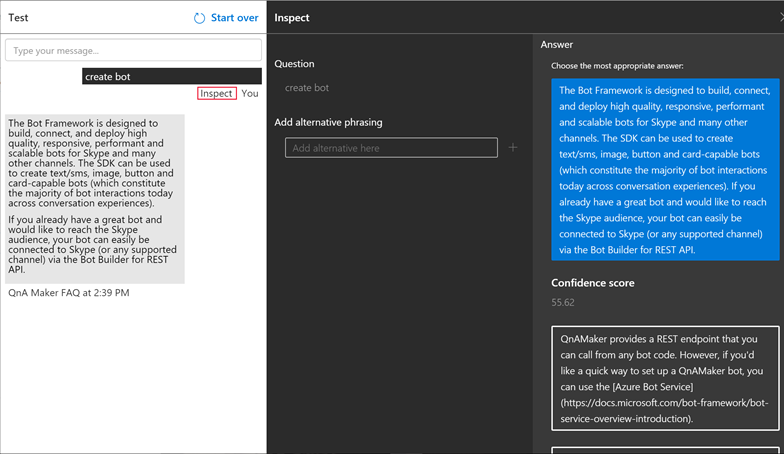 Test
Start over
Type your message...
create bot
Inspect You
The Bot Framework is designed to
build, connect, and deploy high
quality, responsive, performant and
scalable bots for Skype and many
other channels. The SDK can be used
to create text/sms, image, button and
card-capable bots (which constitute
the majority of bot interactions today
across conversation experiences).
If you already have a great bot and
would like to reach the Skype
audience, your bot can easily be
connected to Skype (or any supported
channel) via the Bot Builder for REST
API.
QnA Maker FAQ at 2:39 PM
Inspect
Question
create bot
Add alternative phrasing
Add alternative here
Answer
Choose the most appropriate answer:
The Bot Framework is designed to build, connect,
and deploy high quality, responsive, performant
and scalable bots for Skype and many other
channels. The SDK can be used to create
text/sms, image, button and card-capable bots
(which constitute the majority of bot interactions
today across conversation experiences). If you
already have a great bot and would like to reach
the Skype audience, your bot can easily be
connected to Skype (or any supported channel)
via the Bot Builder for REST API.
Confidence score
55.62
QnAMaker provides a REST endpoint that you
can call from any bot code. However, if you'd
like a quick way to set up a QnAMaker bot, you
can use the [Azure Bot Service]
(https://docs.microsoft.com/bot-framework/bot-
service-overview-introduction).